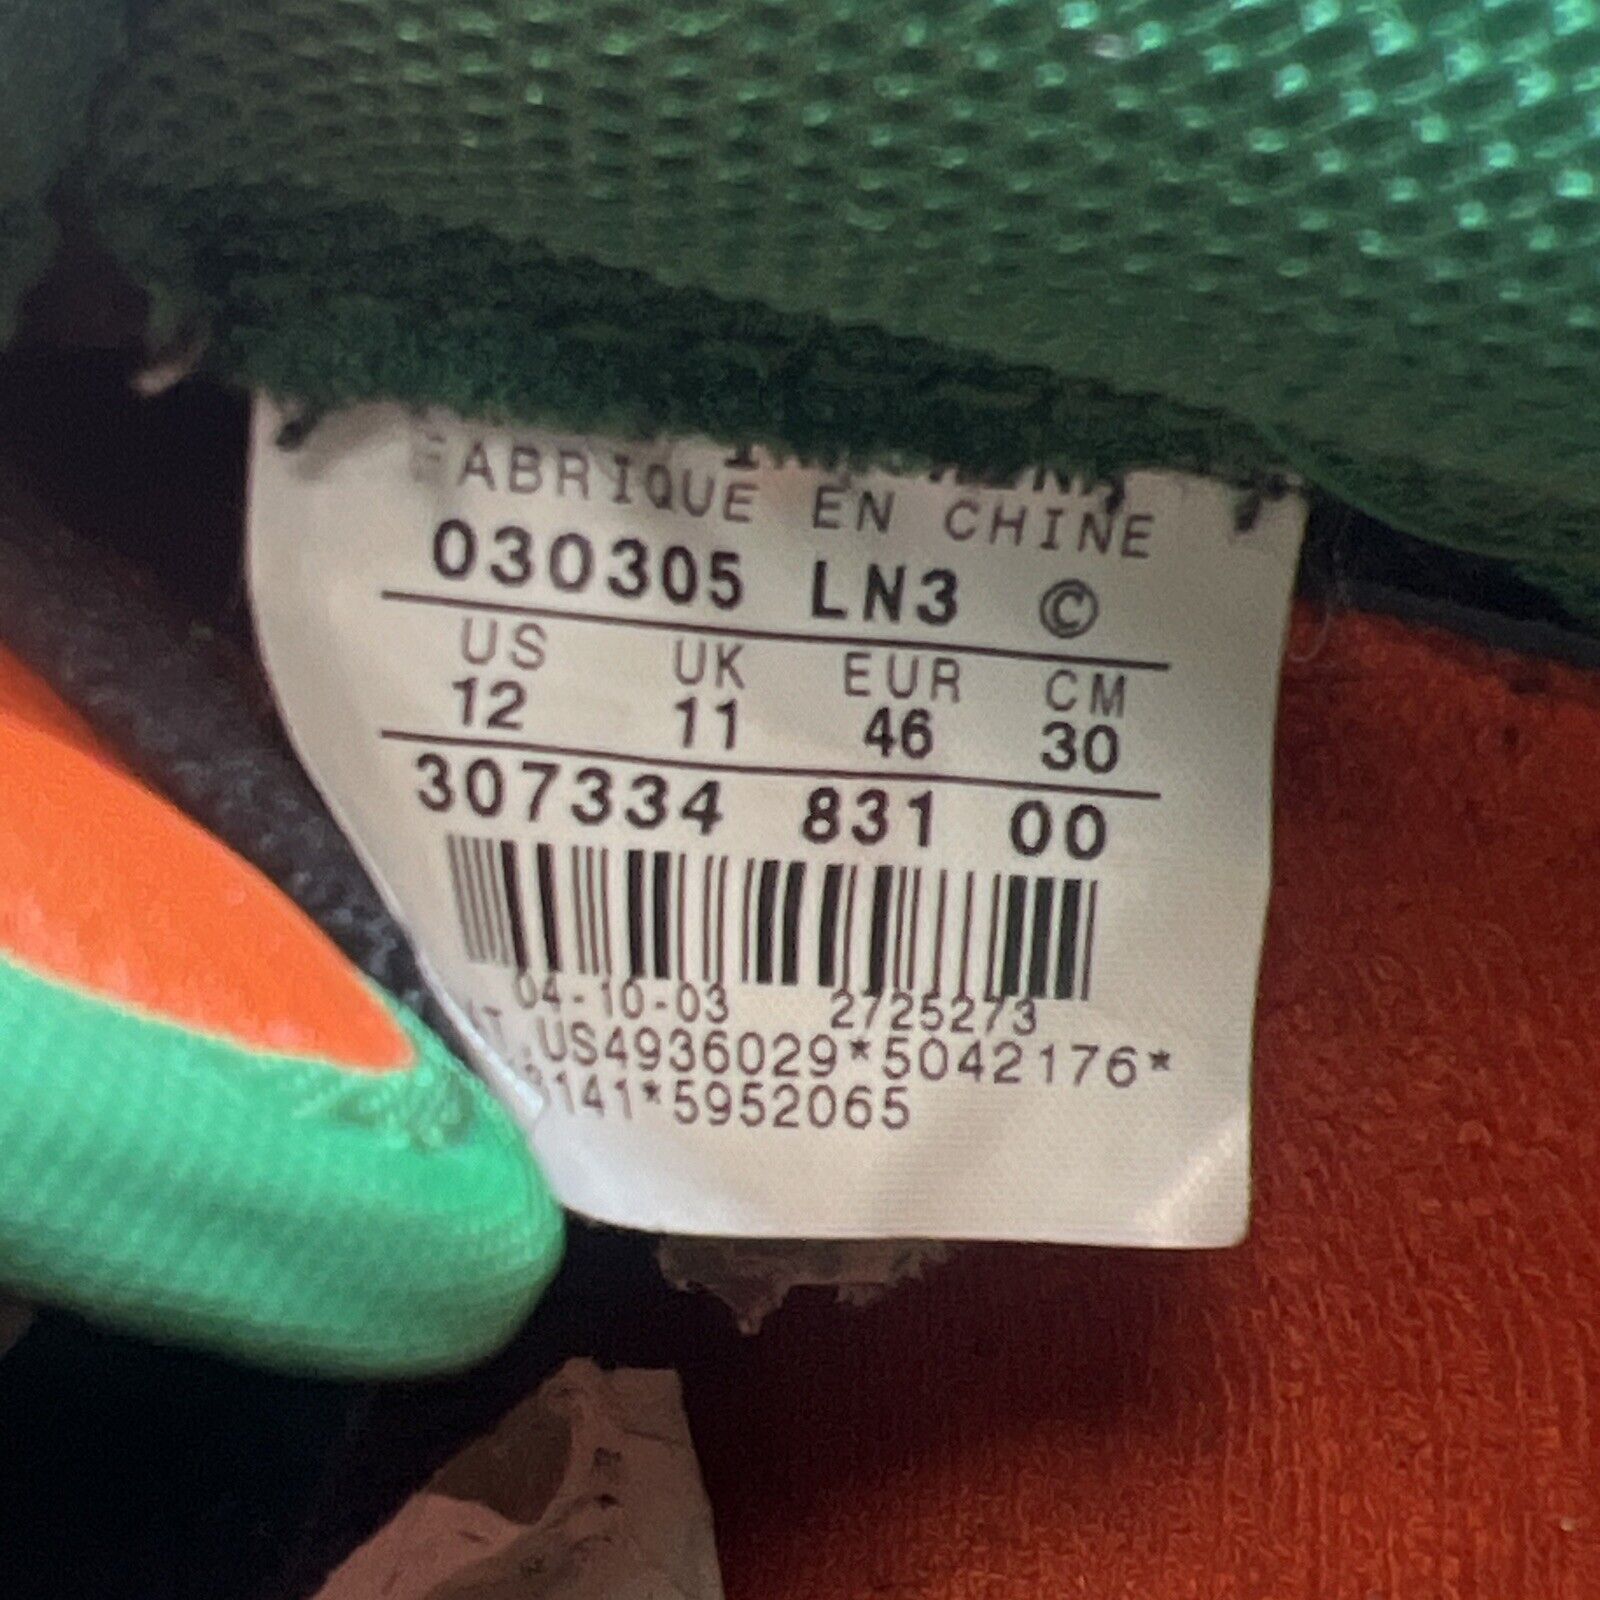 FABRIQUE EN CHINE
030305 LN3 ©
US UK EUR CM
12 11 46 30
307334 831 00
04-10-03 2725273
US4936029*5042176*
3141*5952065